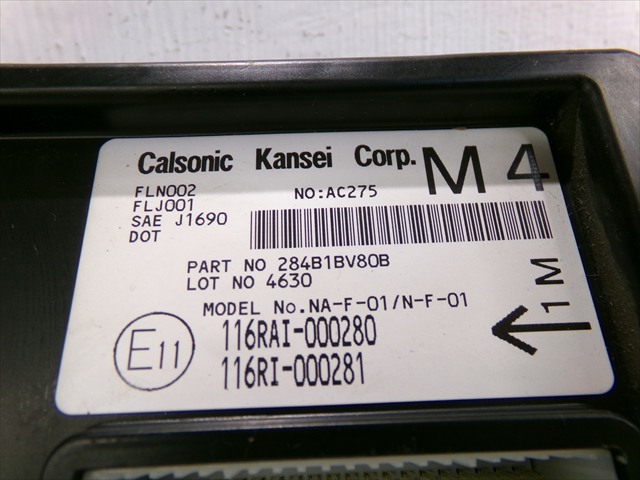 Calsonic Kansei Corp. M4
FLN002 NO:AC275
FLJ001
SAE J1690
DOT
PART NO 284B1BV80B
LOT NO 4630
MODEL No.NA-F-01/N-F-01
E11 116RAI-000280
116RI-000281
1M